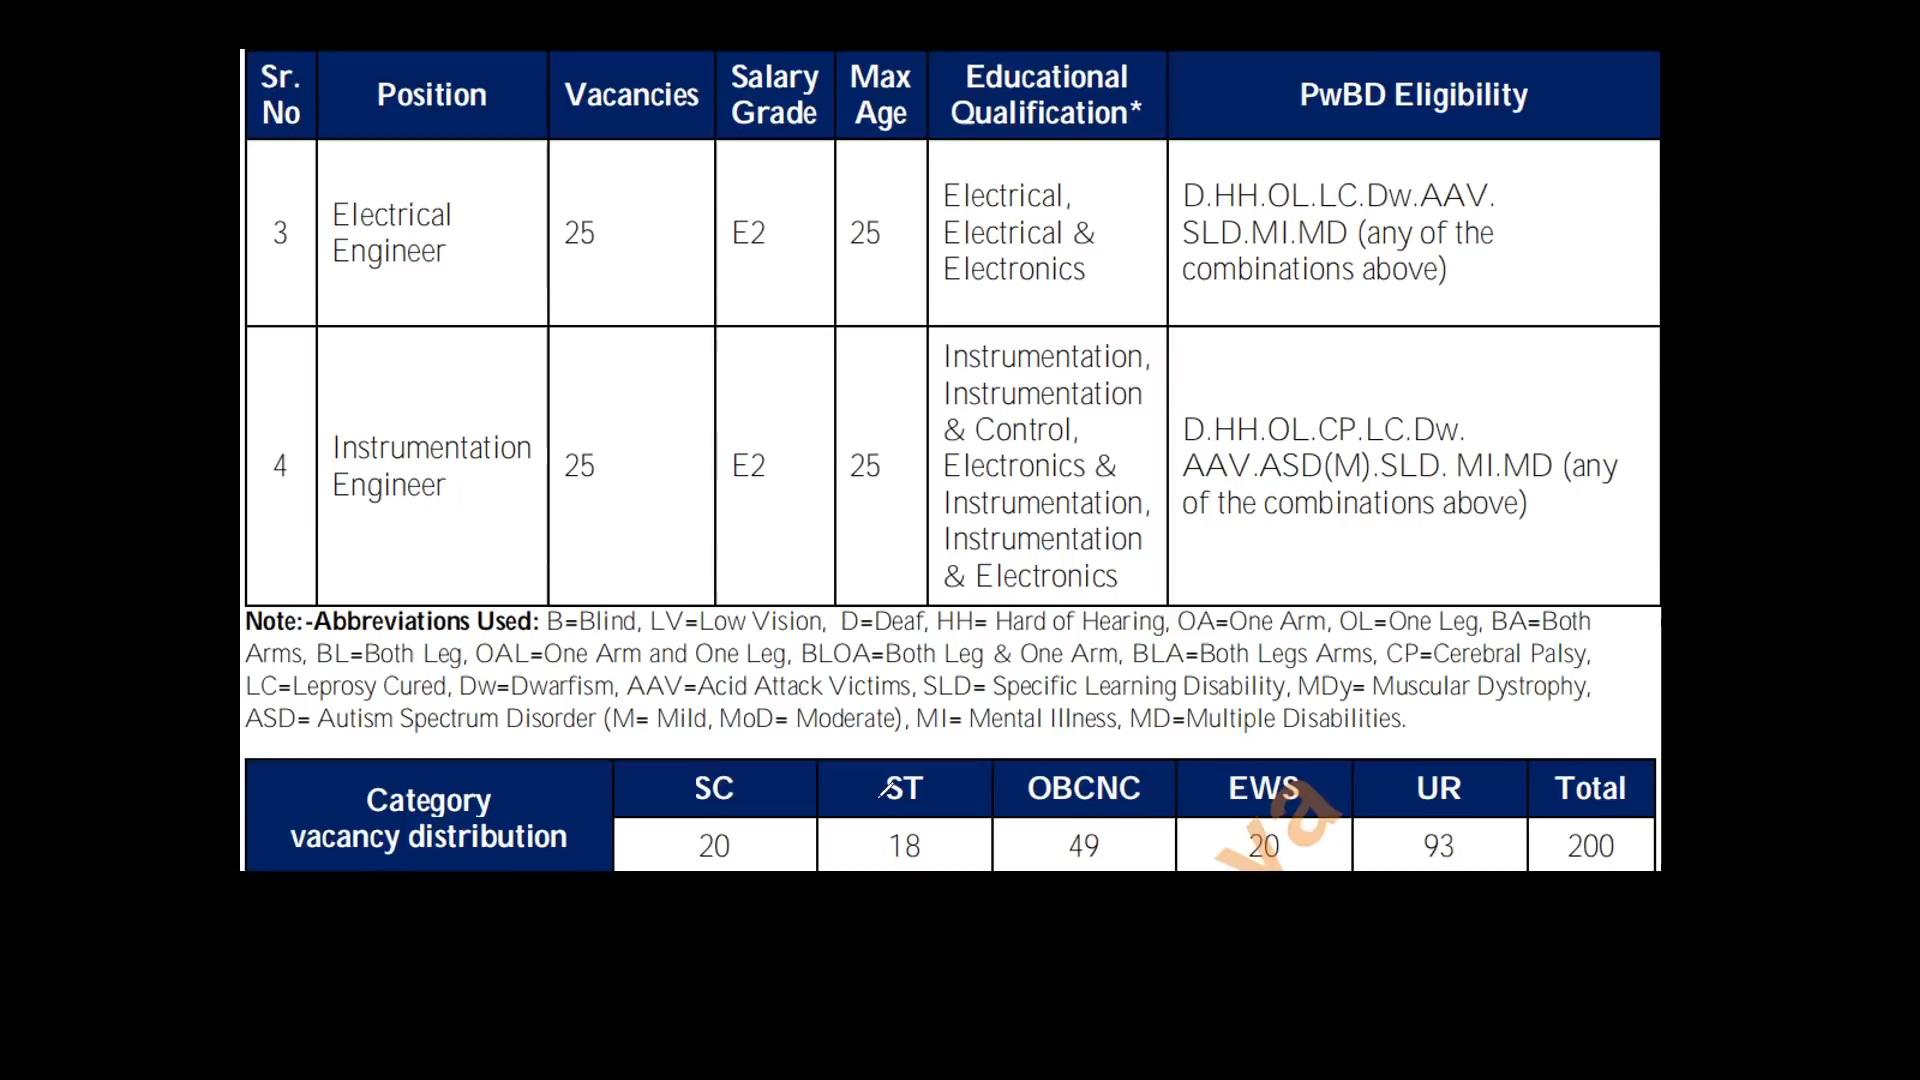 Sr. No Position Vacancies Salary Grade Max Age Educational Qualification* PwBD Eligibility
3 Electrical Engineer 25 E2 25 Electrical, Electrical & Electronics D.HH.OL.LC.Dw.AAV. SLD.MI.MD (any of the combinations above)
4 Instrumentation Engineer 25 E2 25 Instrumentation, Instrumentation & Control, Electronics & Instrumentation, Instrumentation & Electronics D.HH.OL.CP.LC.Dw. AAV.ASD(M).SLD. MI.MD (any of the combinations above)
Note:-Abbreviations Used: B=Blind, LV=Low Vision, D=Deaf, HH= Hard of Hearing, OA=One Arm, OL=One Leg, BA=Both
Arms, BL=Both Leg, OAL=One Arm and One Leg, BLOA=Both Leg & One Arm, BLA=Both Legs Arms, CP=Cerebral Palsy,
LC=Leprosy Cured, Dw=Dwarfism, AAV=Acid Attack Victims, SLD= Specific Learning Disability, MDy= Muscular Dystrophy,
ASD= Autism Spectrum Disorder (M= Mild, MoD= Moderate), MI= Mental Illness, MD=Multiple Disabilities.
Category vacancy distribution SC ST OBCNC EWS UR Total
20 18 49 20 93 200